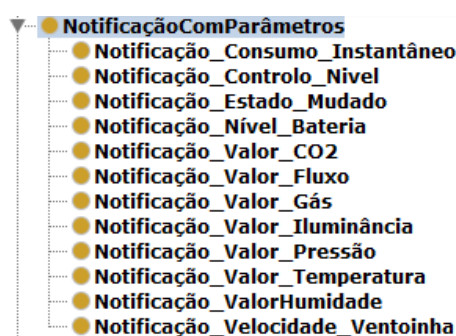 NotificaçãoComParâmetros
Notificação_Consumo_Instantâneo
Notificação_Controlo_Nivel
Notificação_Estado_Mudado
Notificação_Nível_Bateria
Notificação_Valor_CO2
Notificação_Valor_Fluxo
Notificação_Valor_Gás
Notificação_Valor_Iluminância
Notificação_Valor_Pressão
Notificação_Valor_Temperatura
Notificação_ValorHumidade
Notificação_Velocidade_Ventoinha